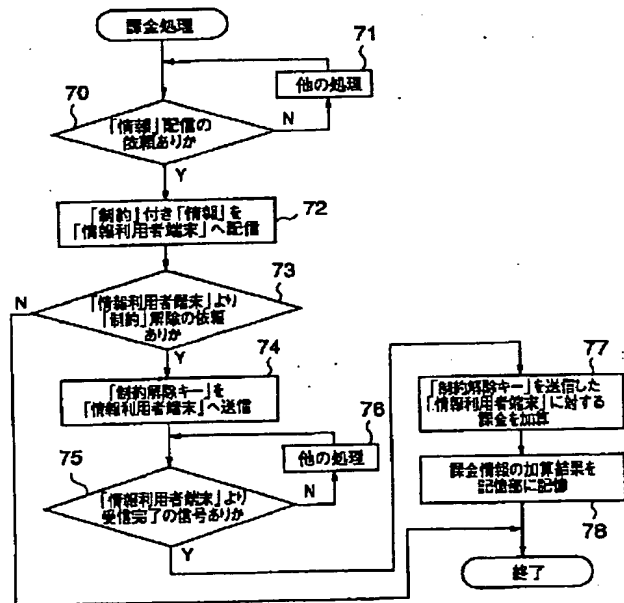 課金処理
71
他の処理
70
「情報」配信の
依頼ありか
N
Y
「制約」付き「情報」を
「情報利用者端末」へ配信
72
73
N
「情報利用者端末」より
「制約」解除の依頼
ありか
Y
74
「制約解除キー」を
「情報利用者端末」へ送信
76
他の処理
75
「情報利用者端末」より
受信完了の信号ありか
N
Y
77
「制約解除キー」を送信した
「情報利用者端末」に対する
課金を加算
課金情報の加算結果を
記憶部に記憶
78
終了